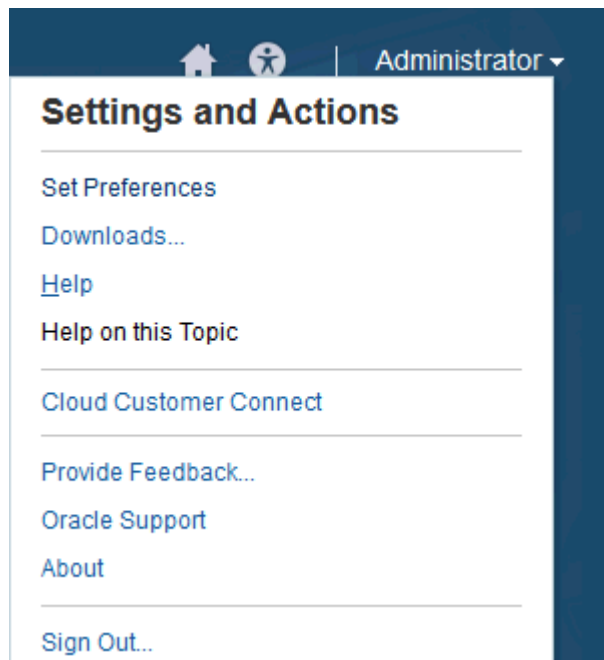 Administrator
Settings and Actions
Set Preferences
Downloads...
Help
Help on this Topic
Cloud Customer Connect
Provide Feedback...
Oracle Support
About
Sign Out...